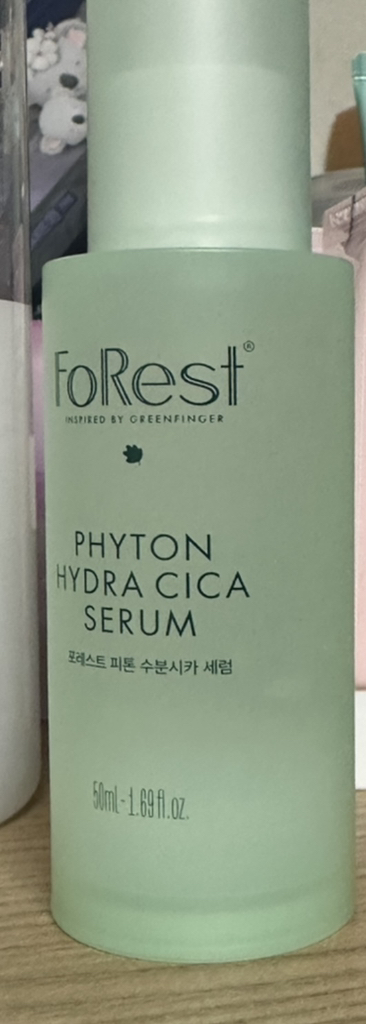 FoRest®
INSPIRED BY GREENFINGER
PHYTON
HYDRA CICA
SERUM
포레스트 피톤 수분시카 세럼
50mL - 1.69 fl.oz.